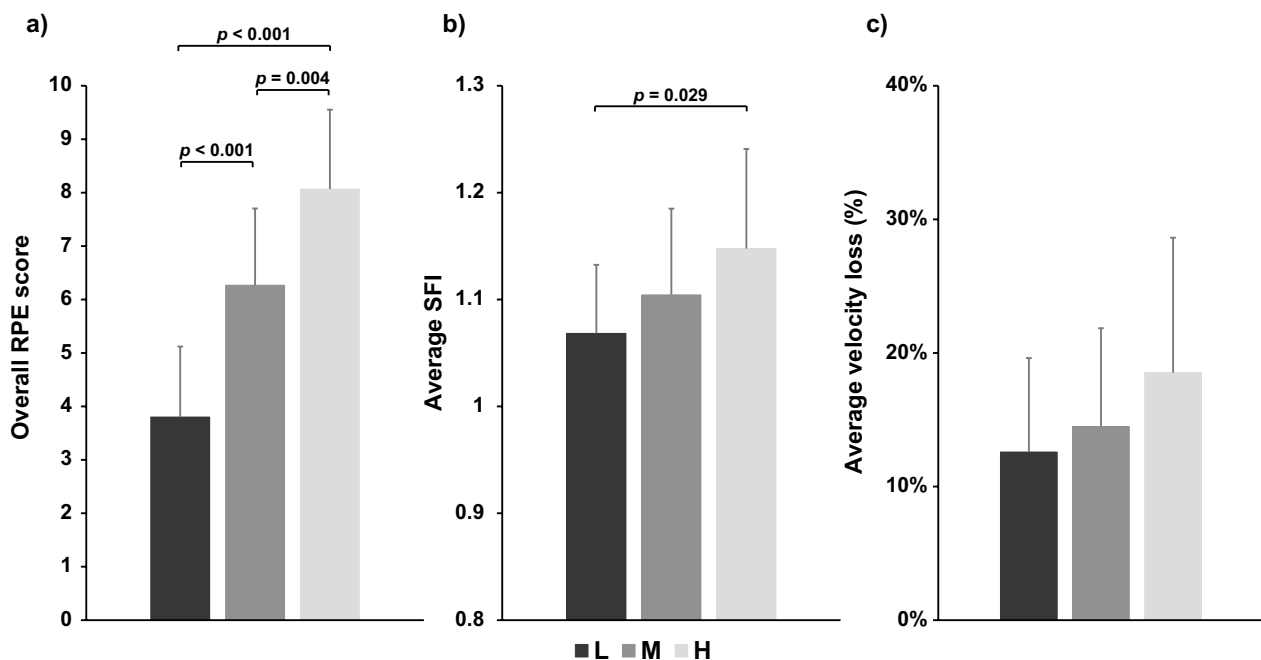 a)
p < 0.001
p = 0.004
p < 0.001
10
9
8
7
6
5
4
3
2
1
0
Overall RPE score
b)
p = 0.029
1.3
1.2
1.1
1
0.9
0.8
Average SFI
c)
40%
30%
20%
10%
0%
Average velocity loss (%)
L M H